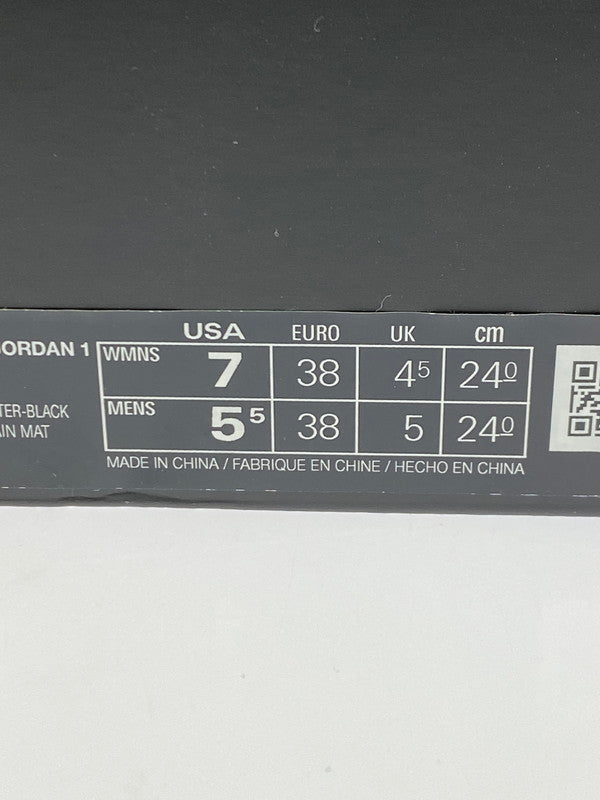 USA EURO UK cm
ORDAN 1 WMNS 7 38 4⁵ 24⁰
TER-BLACK MENS 5⁵ 38 5 24⁰
AIN MAT
MADE IN CHINA / FABRIQUE EN CHINE / HECHO EN CHINA